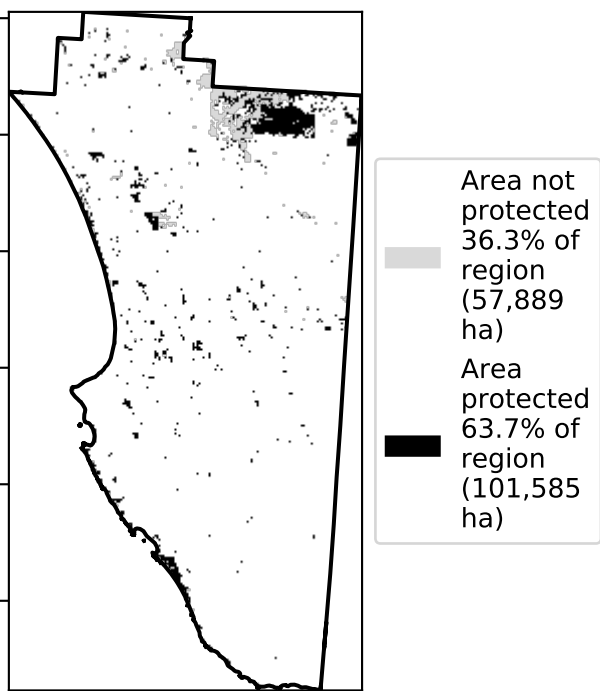 Area not
protected
36.3% of
region
(57,889
ha)
Area
protected
63.7% of
region
(101,585
ha)